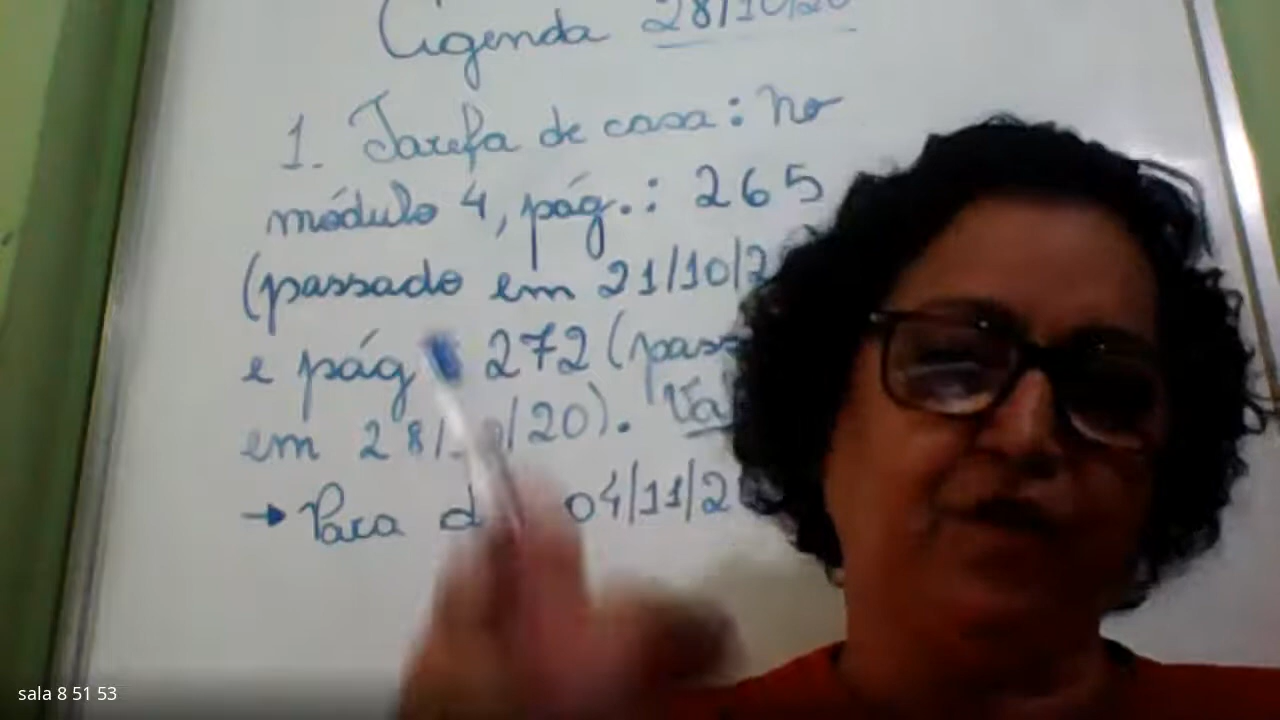 Agenda 28/10/20
1. Tarefa de casa: no
módulo 4, pág.: 265
(passado em 21/10/2
e pág 272 (pass
em 28/ /20). Va
→ Para d 04/11/2
sala 8 51 53